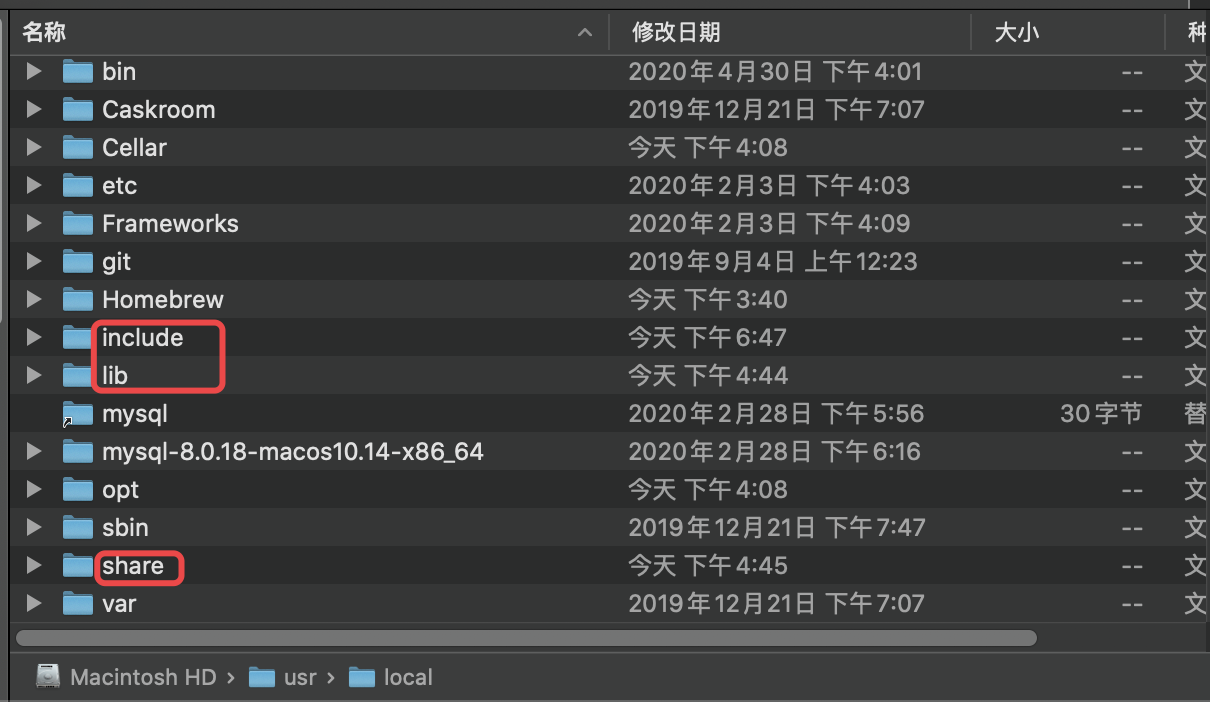 名称 修改日期 大小 种
bin 2020年4月30日 下午4:01 -- 文
Caskroom 2019年12月21日 下午7:07 -- 文
Cellar 今天 下午4:08 -- 文
etc 2020年2月3日 下午4:03 -- 文
Frameworks 2020年2月3日 下午4:09 -- 文
git 2019年9月4日 上午12:23 -- 文
Homebrew 今天 下午3:40 -- 文
include 今天 下午6:47 -- 文
lib 今天 下午4:44 -- 文
mysql 2020年2月28日 下午5:56 30 字节 替
mysql-8.0.18-macos10.14-x86_64 2020年2月28日 下午6:16 -- 文
opt 今天 下午4:08 -- 文
sbin 2019年12月21日 下午7:47 -- 文
share 今天 下午4:45 -- 文
var 2019年12月21日 下午7:07 -- 文
Macintosh HD › usr › local